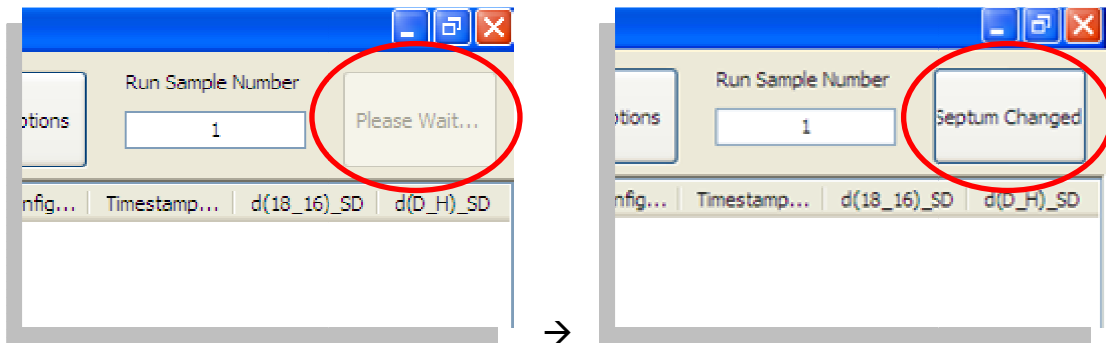 Run Sample Number
ptions
1
Please Wait...
nfig... Timestamp... d(18_16)_SD d(D_H)_SD
→
Run Sample Number
ptions
1
Septum Changed
nfig... Timestamp... d(18_16)_SD d(D_H)_SD